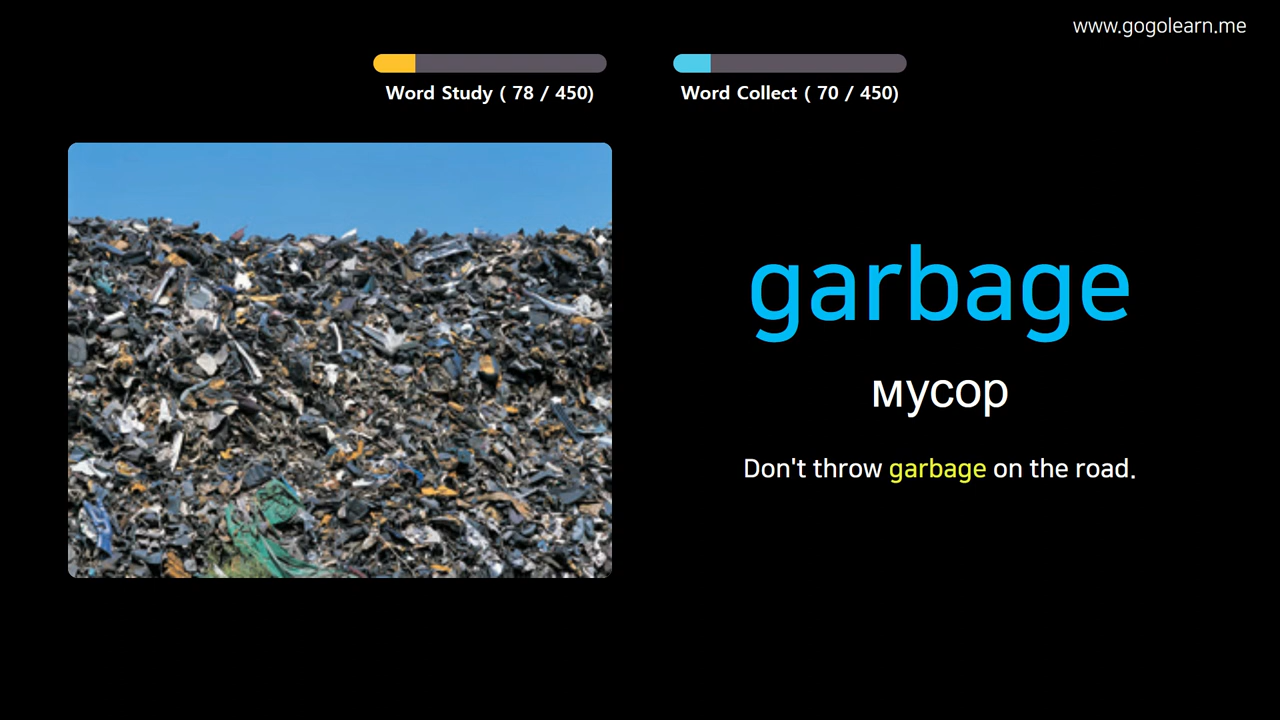 www.gogolearn.me
Word Study ( 78 / 450)
Word Collect ( 70 / 450)
garbage
мусор
Don't throw garbage on the road.